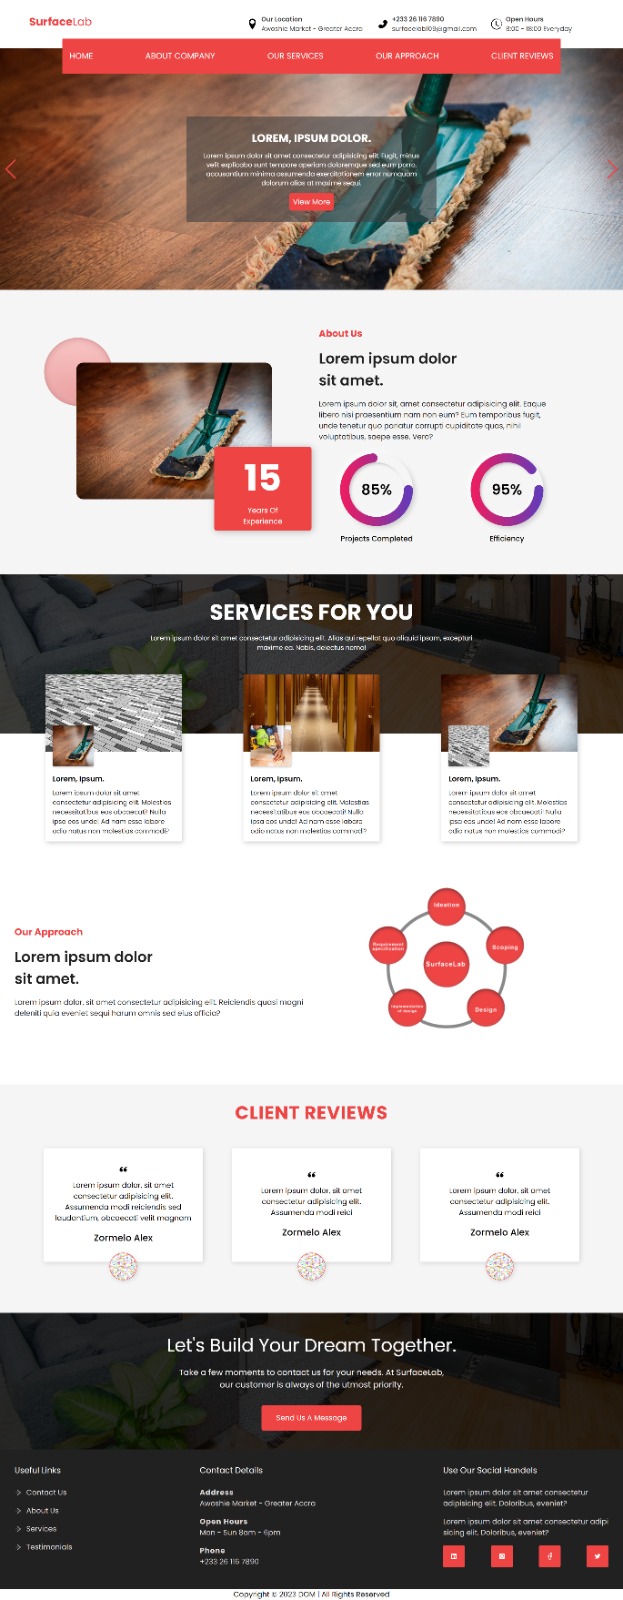 SurfaceLab
Our Location
Awoshie Market - Greater Accra
+233 26 116 7890
surfacelab109@gmail.com
Open Hours
8:00 - 18:00 Everyday
HOME
ABOUT COMPANY
OUR SERVICES
OUR APPROACH
CLIENT REVIEWS
LOREM, IPSUM DOLOR.
Lorem ipsum dolor sit amet consectetur adipisicing elit. Fugit, minus
velit explicabo sunt tempore aperiam doloremque sed eum porro,
accusantium minima assumenda exercitationem error numquam
dolorum alias at maxime sequi.
View More
About Us
Lorem ipsum dolor
sit amet.
Lorem ipsum dolor sit, amet consectetur adipisicing elit. Eaque
libero nisi praesentium nam non eum? Eum temporibus fugit,
unde tenetur quo pariatur corrupti cupiditate quas, nihil
voluptatibus, saepe esse. Vero?
15
Years Of
Experience
85%
Projects Completed
95%
Efficiency
SERVICES FOR YOU
Lorem ipsum dolor sit amet consectetur adipisicing elit. Alias qui repellat quo aliquid ipsam, excepturi
maxime ea. Nobis, delectus nemo!
Lorem, ipsum.
Lorem ipsum dolor sit amet
consectetur adipisicing elit. Molestias
necessitatibus eos obcaecati? Nulla
ipsa eos unde! Ad nam esse labore
odio natus non molestias commodi?
Lorem, ipsum.
Lorem ipsum dolor sit amet
consectetur adipisicing elit. Molestias
necessitatibus eos obcaecati? Nulla
ipsa eos unde! Ad nam esse labore
odio natus non molestias commodi?
Lorem, ipsum.
Lorem ipsum dolor sit amet
consectetur adipisicing elit. Molestias
necessitatibus eos obcaecati? Nulla
ipsa eos unde! Ad nam esse labore
odio natus non molestias commodi?
Our Approach
Lorem ipsum dolor
sit amet.
Lorem ipsum dolor, sit amet consectetur adipisicing elit. Reiciendis quasi magni
deleniti quia eveniet sequi harum omnis sed eius officia?
Ideation
Requirement
specification
Scoping
SurfaceLab
Design
of design
CLIENT REVIEWS
“
Lorem ipsum dolor, sit amet
consectetur adipisicing elit.
Assumenda modi reiciendis sed
laudantium, obcaecati velit magnam
Zormelo Alex
“
Lorem ipsum dolor, sit amet
consectetur adipisicing elit.
Assumenda modi reici
Zormelo Alex
“
Lorem ipsum dolor, sit amet
consectetur adipisicing elit.
Assumenda modi reici
Zormelo Alex
Let's Build Your Dream Together.
Take a few moments to contact us for your needs. At SurfaceLab,
our customer is always of the utmost priority.
Send Us A Message
Useful Links
Contact Us
About Us
Services
Testimonials
Contact Details
Address
Awoshie Market - Greater Accra
Open Hours
Mon - Sun 8am - 6pm
Phone
+233 26 116 7890
Use Our Social Handels
Lorem ipsum dolor sit amet consectetur
adipisicing elit. Doloribus, eveniet?
Lorem ipsum dolor sit amet consectetur adipi
sicing elit. Doloribus, eveniet?
Copyright © 2023 DOM | All Rights Reserved